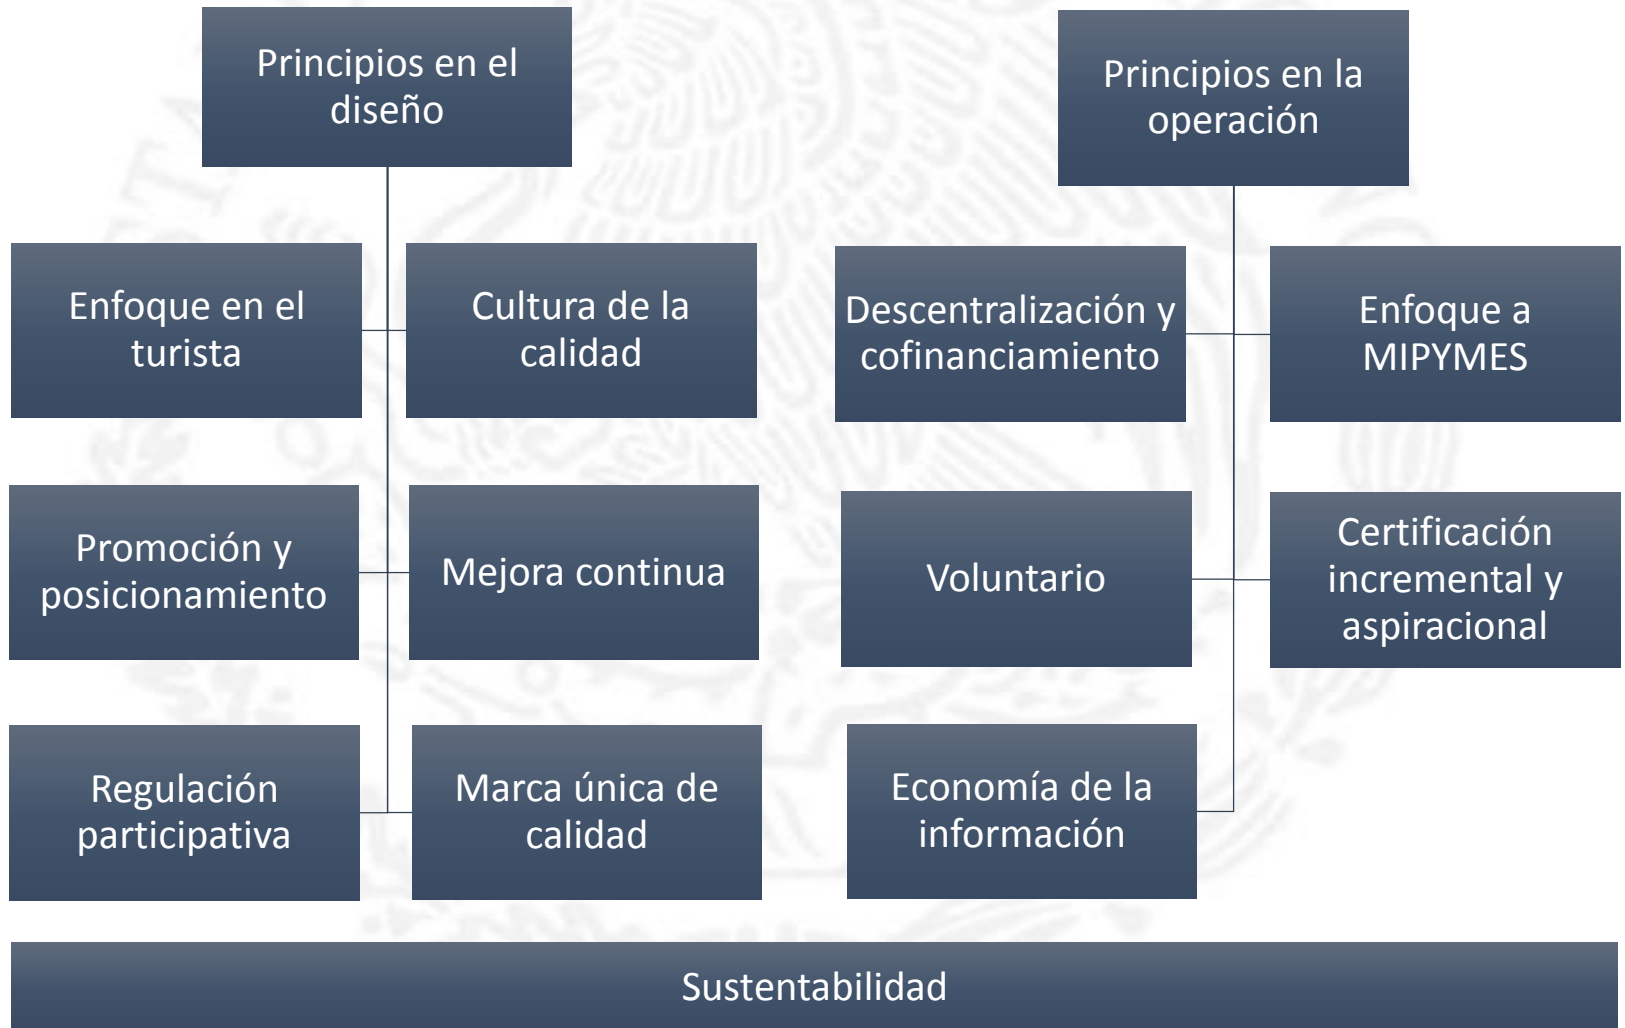 Principios en el
diseño
Enfoque en el
turista
Cultura de la
calidad
Promoción y
posicionamiento
Mejora continua
Regulación
participativa
Marca única de
calidad
Principios en la
operación
Descentralización y
cofinanciamiento
Enfoque a
MIPYMES
Voluntario
Certificación
incremental y
aspiracional
Economía de la
información
Sustentabilidad